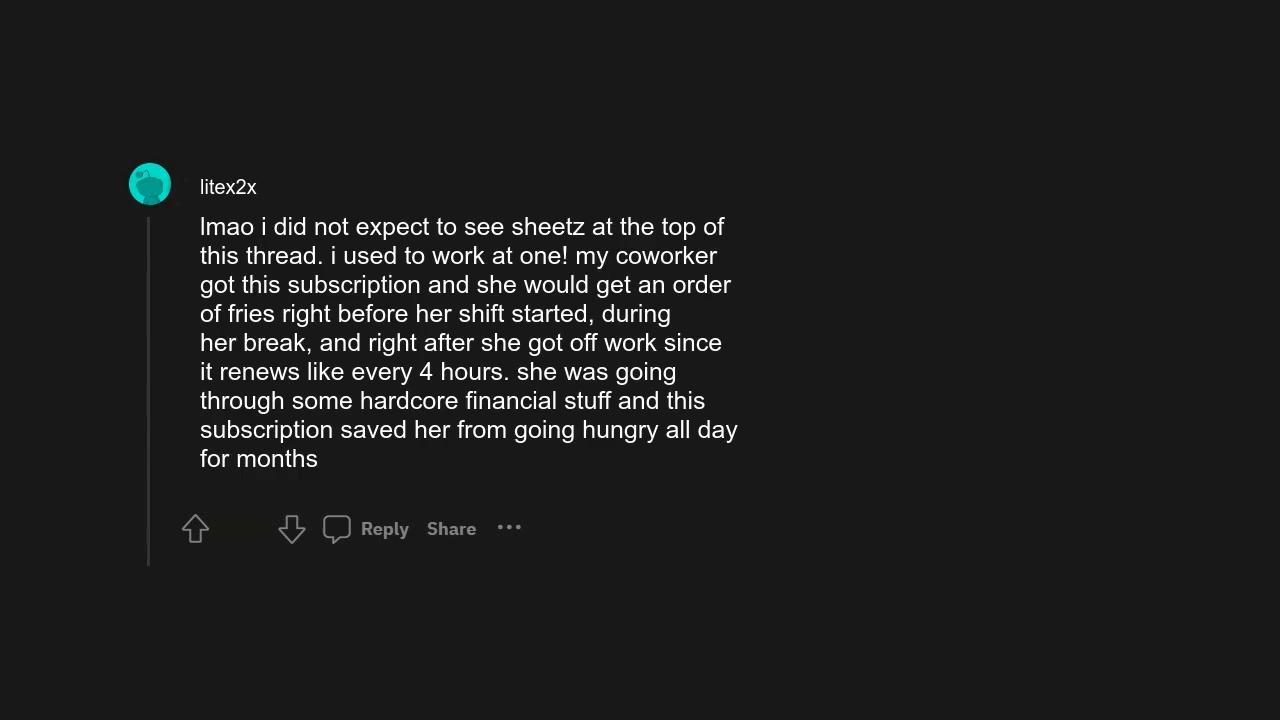 litex2x
lmao i did not expect to see sheetz at the top of
this thread. i used to work at one! my coworker
got this subscription and she would get an order
of fries right before her shift started, during
her break, and right after she got off work since
it renews like every 4 hours. she was going
through some hardcore financial stuff and this
subscription saved her from going hungry all day
for months
Reply Share